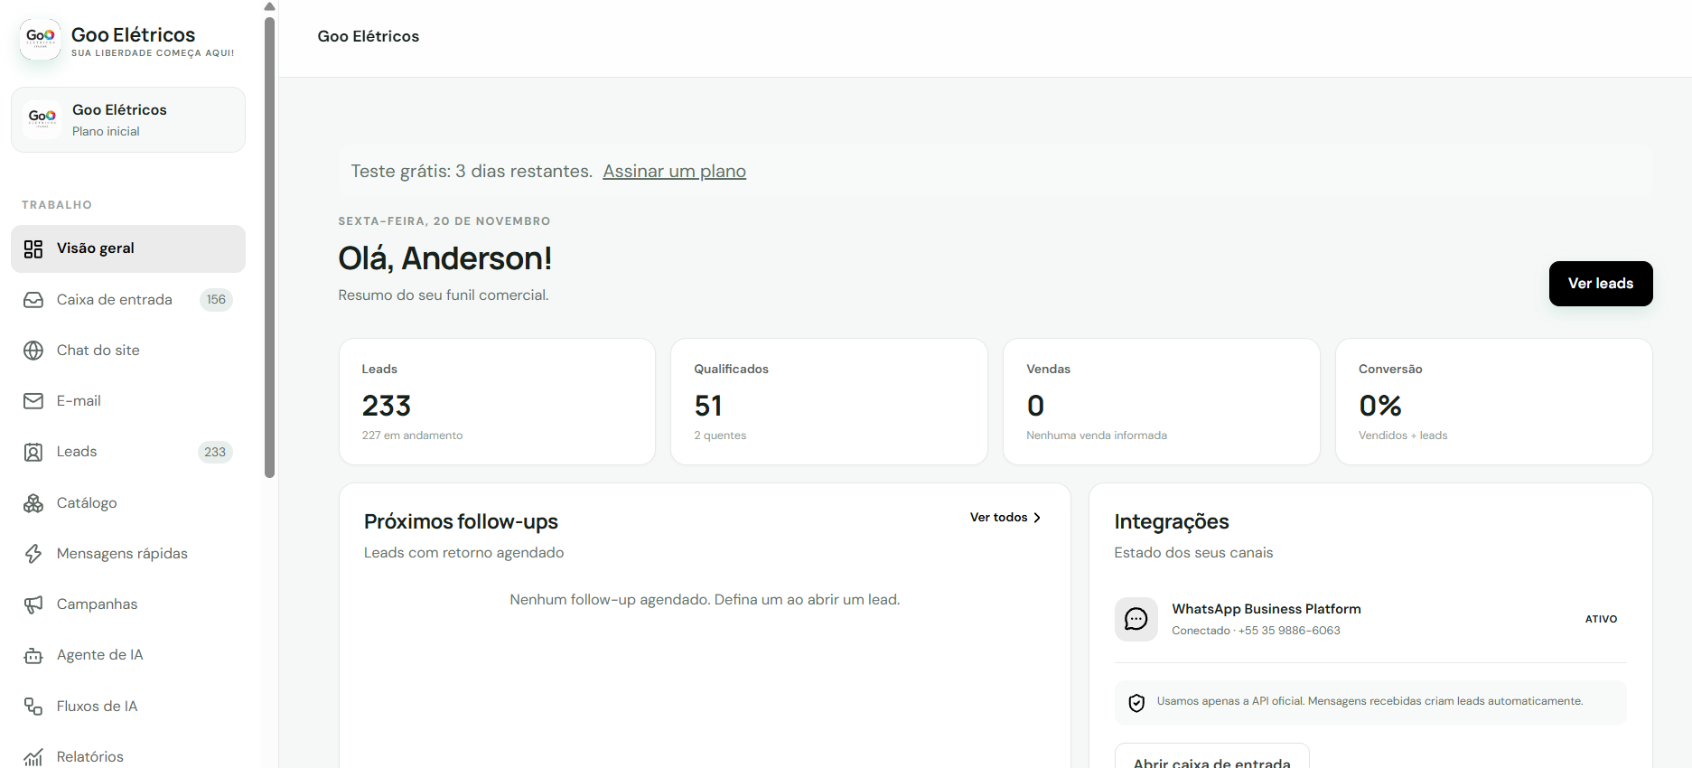 Goo
Goo Elétricos
SUA LIBERDADE COMEÇA AQUI!
Goo
Goo Elétricos
Plano inicial
TRABALHO
Visão geral
Caixa de entrada 156
Chat do site
E-mail
Leads 233
Catálogo
Mensagens rápidas
Campanhas
Agente de IA
Fluxos de IA
Relatórios
Goo Elétricos
Teste grátis: 3 dias restantes. Assinar um plano
SEXTA-FEIRA, 20 DE NOVEMBRO
Olá, Anderson!
Resumo do seu funil comercial.
Ver leads
Leads
233
227 em andamento
Qualificados
51
2 quentes
Vendas
0
Nenhuma venda informada
Conversão
0%
Vendidos ÷ leads
Próximos follow-ups
Ver todos
Leads com retorno agendado
Nenhum follow-up agendado. Defina um ao abrir um lead.
Integrações
Estado dos seus canais
WhatsApp Business Platform
Conectado · +55 35 9886-6063
ATIVO
Usamos apenas a API oficial. Mensagens recebidas criam leads automaticamente.
Abrir caixa de entrada